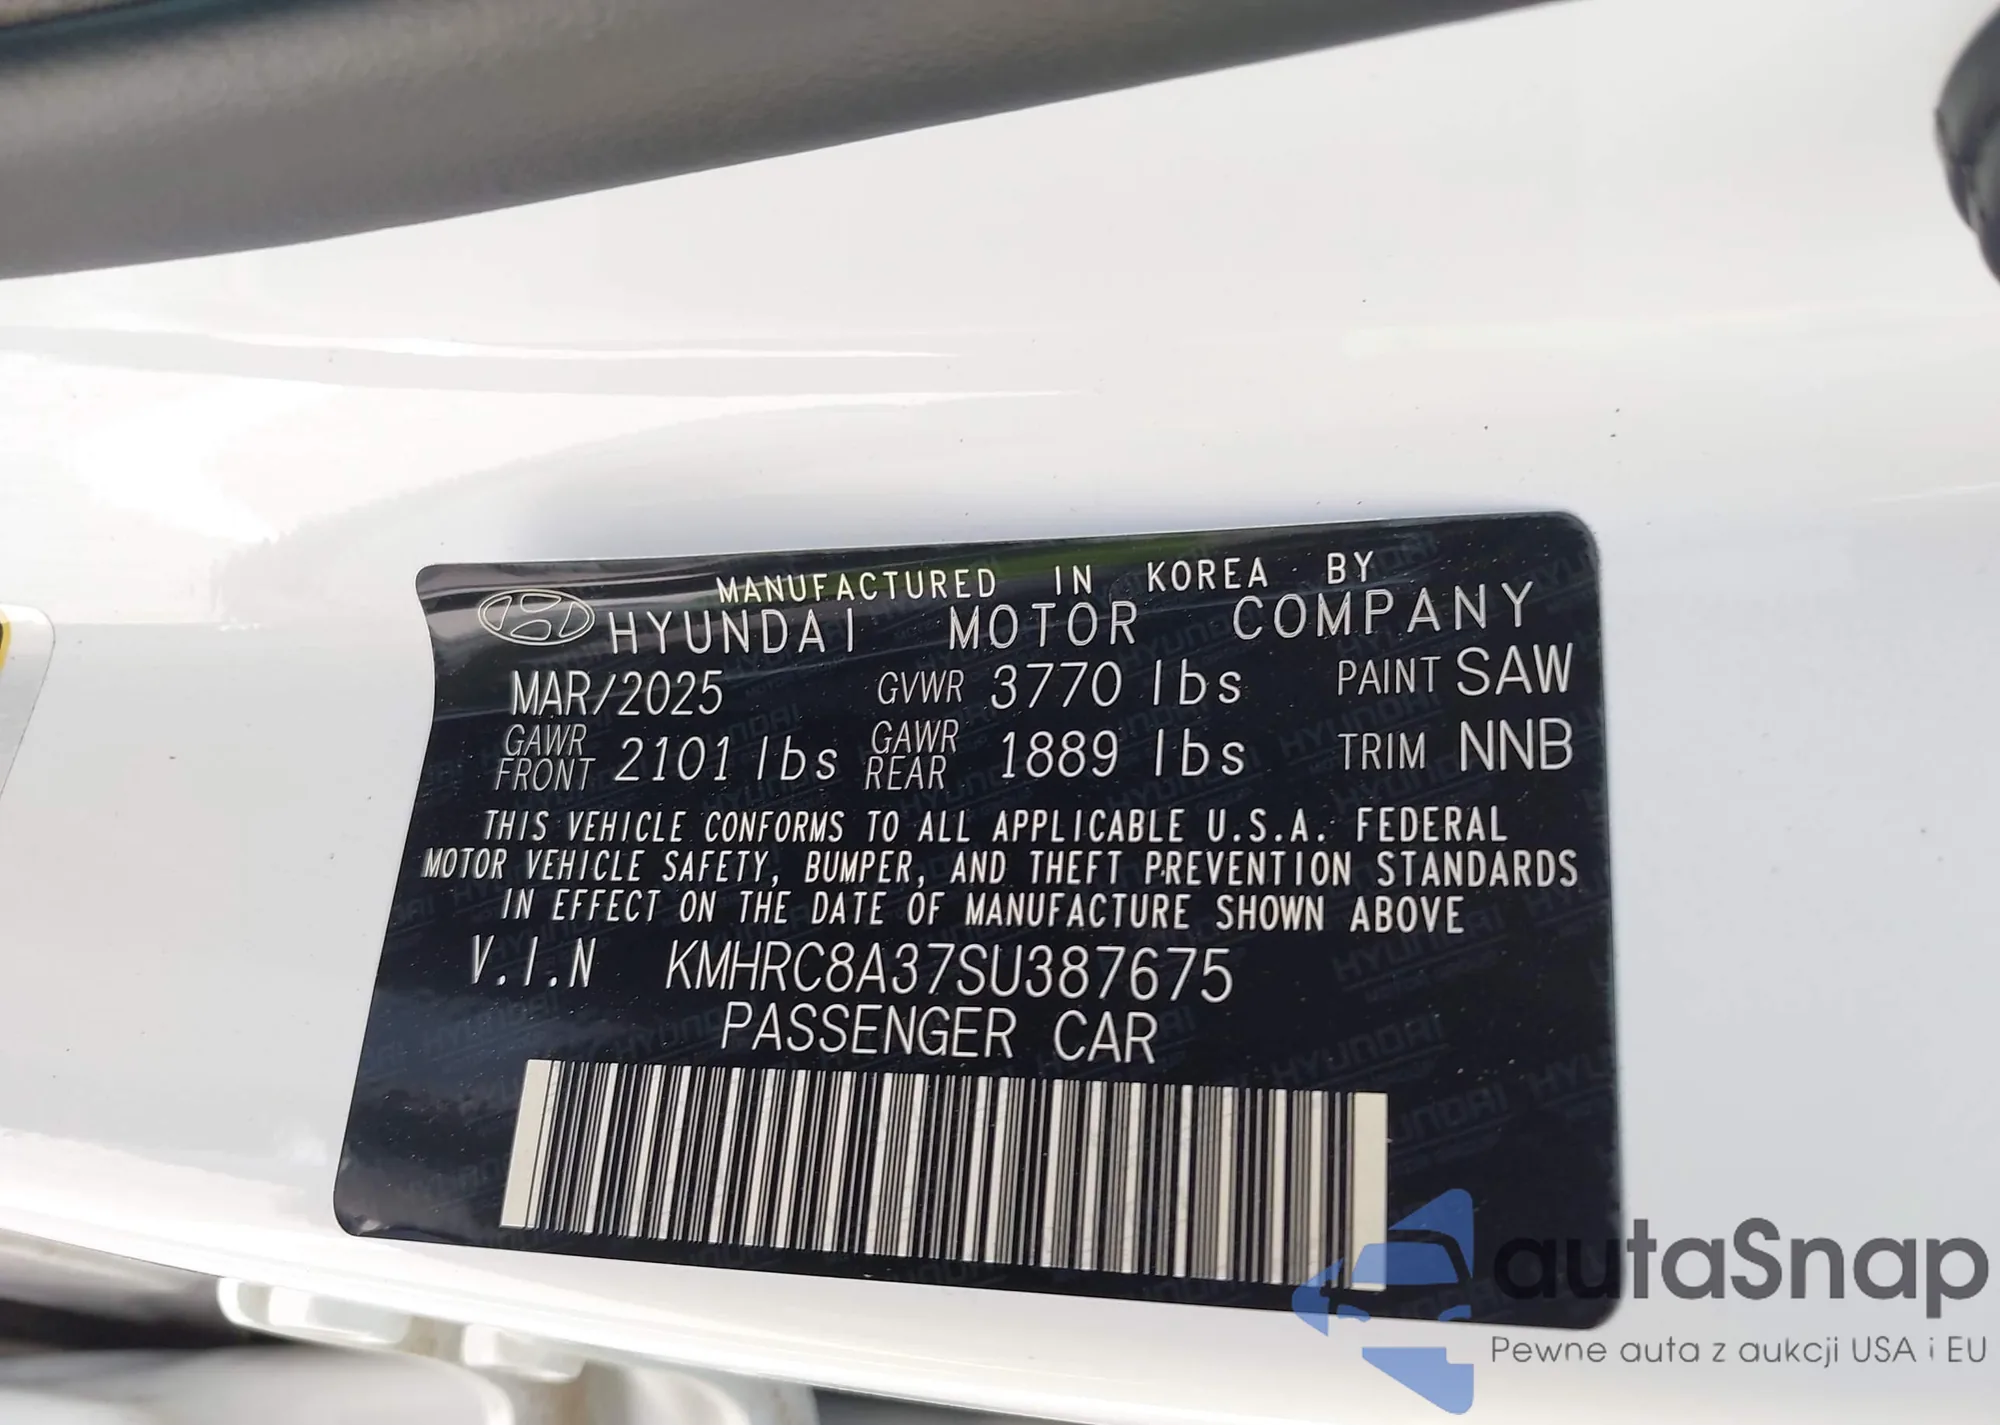 MANUFACTURED IN KOREA BY
HYUNDAI MOTOR COMPANY
MAR/2025 GVWR 3770 lbs PAINT SAW
GAWR FRONT 2101 lbs GAWR REAR 1889 lbs TRIM NNB
THIS VEHICLE CONFORMS TO ALL APPLICABLE U.S.A. FEDERAL
MOTOR VEHICLE SAFETY, BUMPER, AND THEFT PREVENTION STANDARDS
IN EFFECT ON THE DATE OF MANUFACTURE SHOWN ABOVE
V.I.N KMHRC8A37SU387675
PASSENGER CAR
autaSnap
Pewne auta z aukcji USA i EU